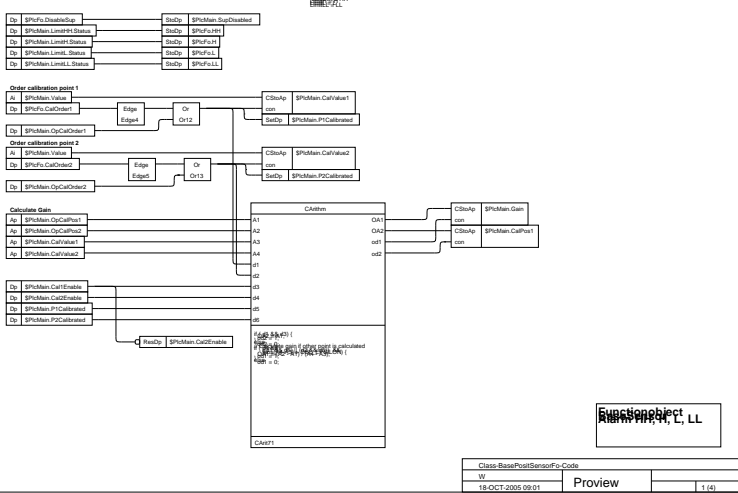 Dp $PlcFo.DisableSup StoDp $PlcMain.SupDisabled
Dp $PlcMain.LimitHH.Status StoDp $PlcFo.HH
Dp $PlcMain.LimitH.Status StoDp $PlcFo.H
Dp $PlcMain.LimitL.Status StoDp $PlcFo.L
Dp $PlcMain.LimitLL.Status StoDp $PlcFo.LL
Order calibration point 1
Ai $PlcMain.Value CStoAp $PlcMain.CalValue1
Dp $PlcFo.CalOrder1 Edge Or con
Edge4 Or12 SetDp $PlcMain.P1Calibrated
Dp $PlcMain.OpCalOrder1
Order calibration point 2
Ai $PlcMain.Value CStoAp $PlcMain.CalValue2
Dp $PlcFo.CalOrder2 Edge Or con
Edge5 Or13 SetDp $PlcMain.P2Calibrated
Dp $PlcMain.OpCalOrder2
Calculate Gain CArithm CStoAp $PlcMain.Gain
Ap $PlcMain.OpCalPos1 A1 OA1 con
Ap $PlcMain.OpCalPos2 A2 OA2 CStoAp $PlcMain.CalPos1
Ap $PlcMain.CalValue1 A3 od1 con
Ap $PlcMain.CalValue2 A4 od2
d1
d2
Dp $PlcMain.Cal1Enable d3
Dp $PlcMain.Cal2Enable d4
Dp $PlcMain.P1Calibrated d5
Dp $PlcMain.P2Calibrated d6
ResDp $PlcMain.Cal2Enable
od1 = 0;
CArit71
Functionobject
BaseSensor
Alarm HH, H, L, LL
Class-BasePositSensorFo-Code
W
18-OCT-2005 09:01 Proview 1 (4)